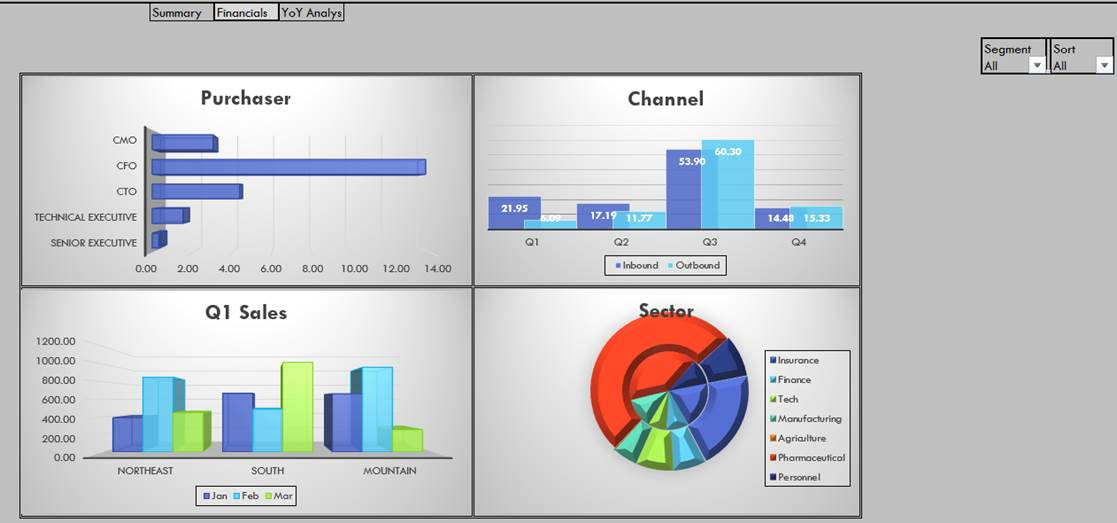 Summary Financials YoY Analys
Segment Sort
All All
Purchaser
CMO
CFO
CTO
TECHNICAL EXECUTIVE
SENIOR EXECUTIVE
0.00 2.00 4.00 6.00 8.00 10.00 12.00 14.00
Channel
60.30
53.90
21.95
17.19 11.77
14.48 15.33
Q1 Q2 Q3 Q4
Inbound Outbound
Q1 Sales
1200.00
1000.00
800.00
600.00
400.00
200.00
0.00
NORTHEAST SOUTH MOUNTAIN
Jan Feb Mar
Sector
Insurance
Finance
Tech
Manufacturing
Agriculture
Pharmaceutical
Personnel